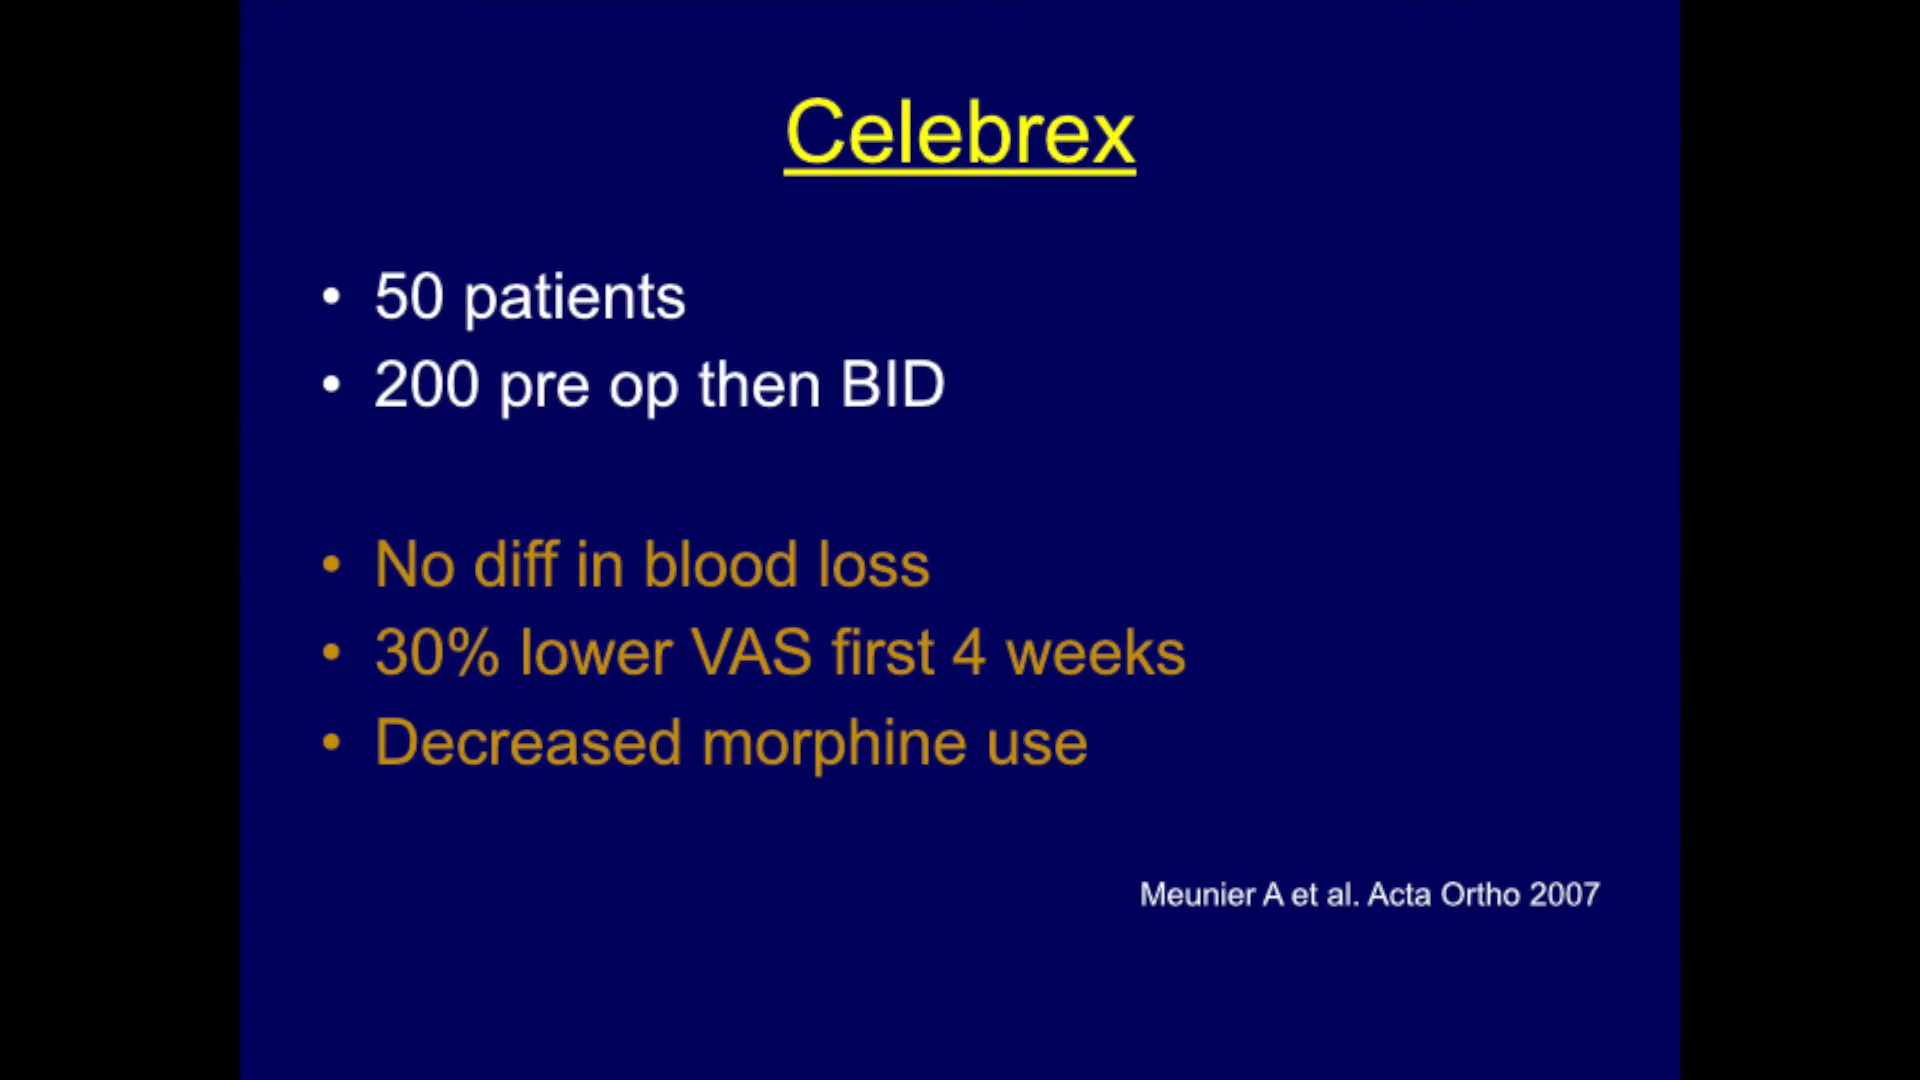 Celebrex
• 50 patients
• 200 pre op then BID
• No diff in blood loss
• 30% lower VAS first 4 weeks
• Decreased morphine use
Meunier A et al. Acta Ortho 2007